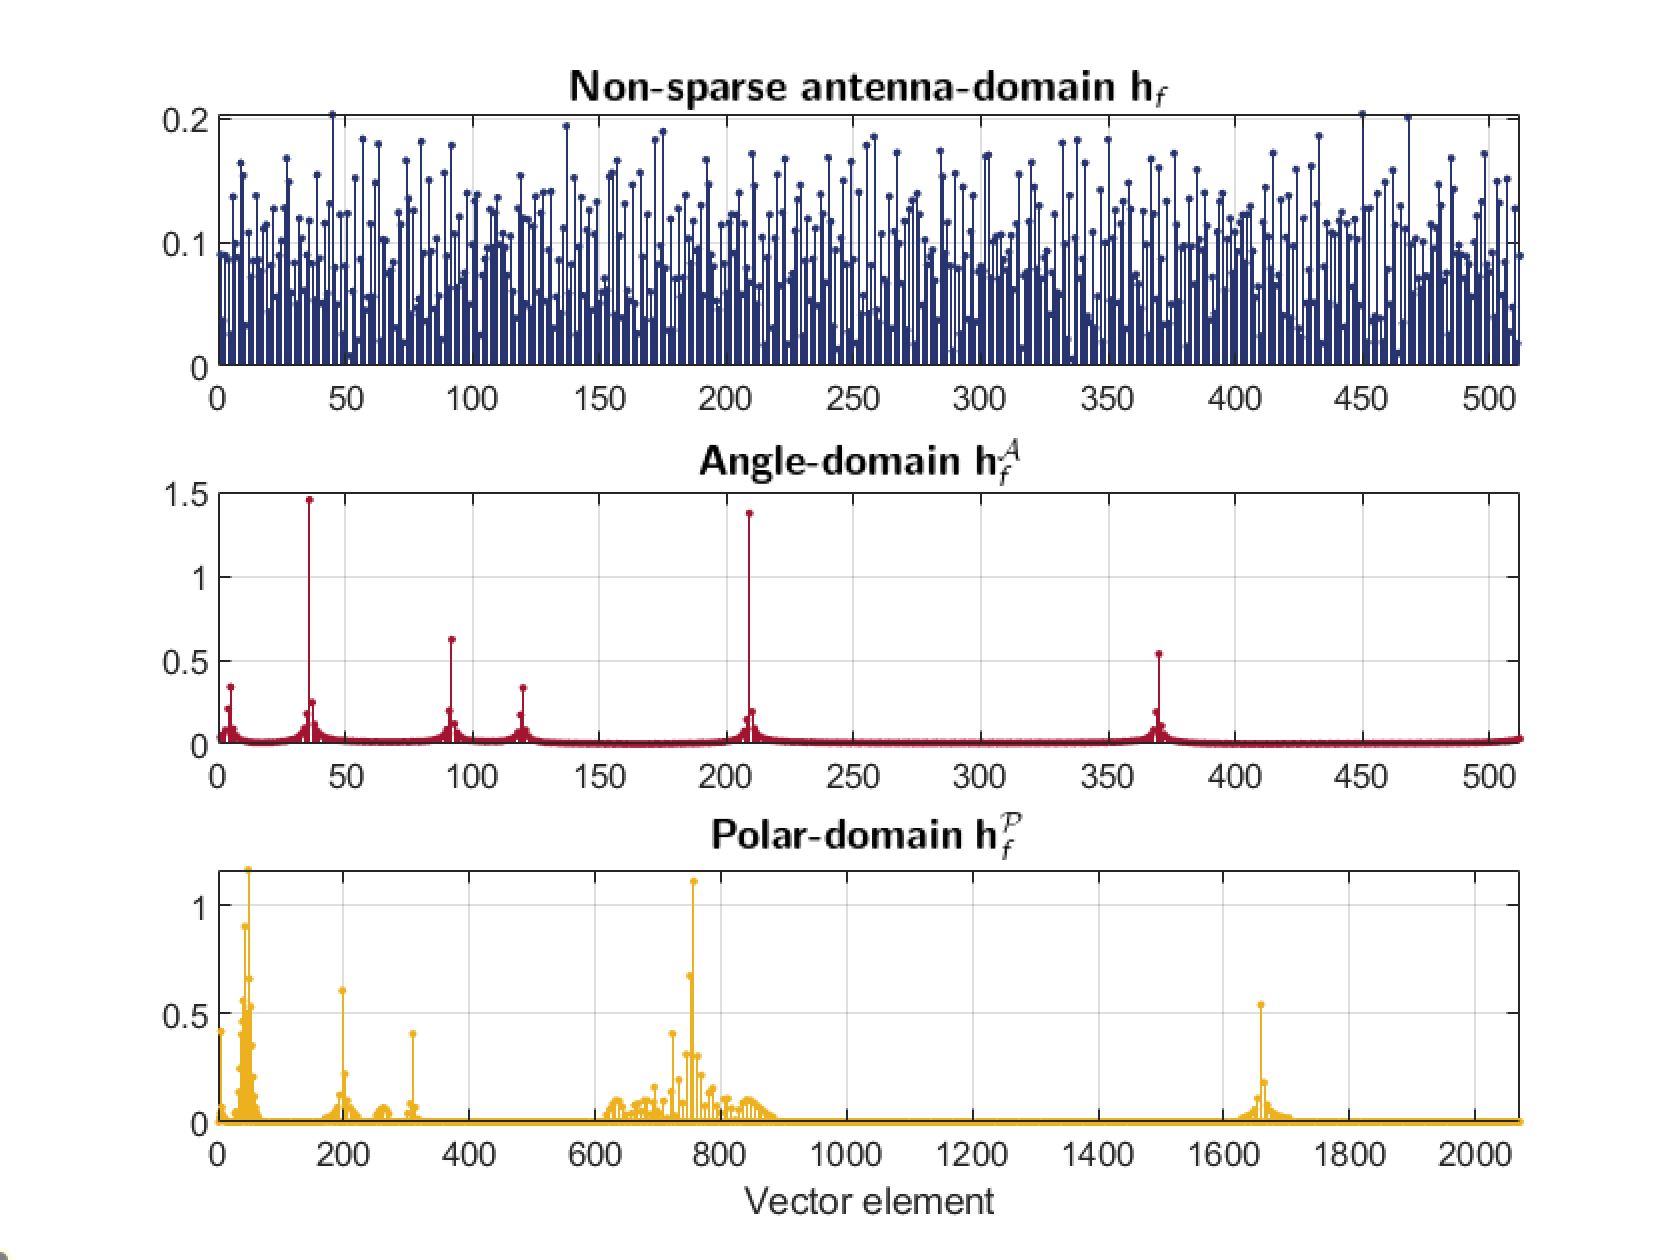 Non-sparse antenna-domain h_f
0.2
0.1
0
0 50 100 150 200 250 300 350 400 450 500
Angle-domain h_f^𝒜
1.5
1
0.5
0
0 50 100 150 200 250 300 350 400 450 500
Polar-domain h_f^𝒫
1
0.5
0
0 200 400 600 800 1000 1200 1400 1600 1800 2000
Vector element